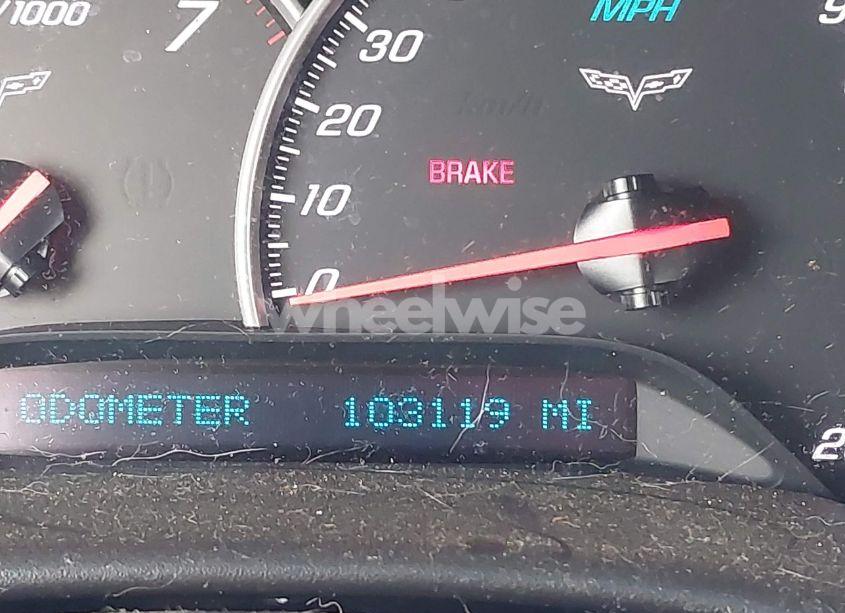 /1000
7
30
20
10
0
MPH
km/h
BRAKE
wheelwise
ODOMETER 103119 MI